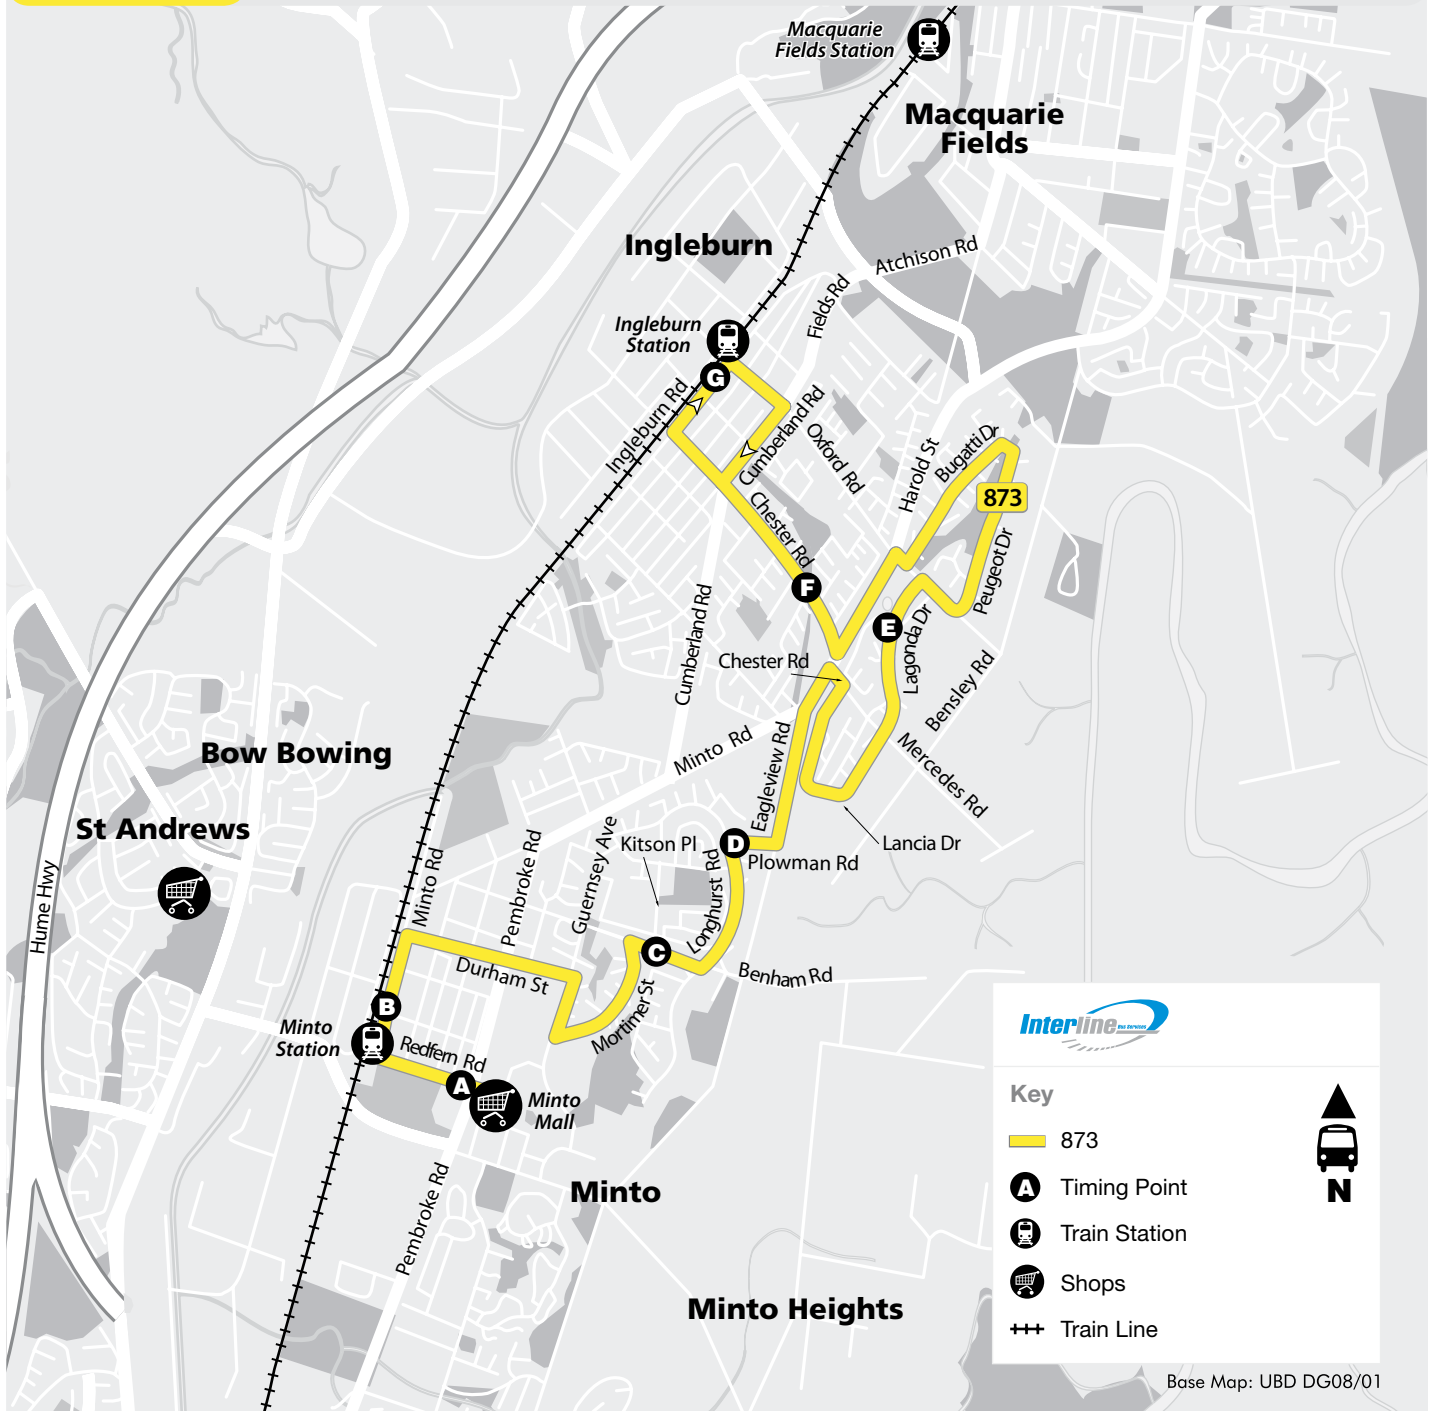 Macquarie
Fields Station
Macquarie
Fields
Ingleburn
Atchison Rd
Fields Rd
Ingleburn
Station
G
Ingleburn Rd
Cumberland Rd
Oxford Rd
Harold St
Bugatti Dr
873
Chester Rd
Peugeot Dr
F
E
Lagonda Dr
Cumberland Rd
Chester Rd
Bensley Rd
Minto Rd
Eagleview Rd
Mercedes Rd
Bow Bowing
St Andrews
Hume Hwy
Minto Rd
Pembroke Rd
Guernsey Ave
Kitson Pl
D
Plowman Rd
Lancia Dr
Longhurst Rd
C
Benham Rd
Durham St
Mortimer St
B
Minto
Station
Redfern Rd
A
Minto
Mall
Minto
Pembroke Rd
Minto Heights
Interline
Bus Services
Key
873
A Timing Point
Train Station
Shops
Train Line
N
Base Map: UBD DG08/01